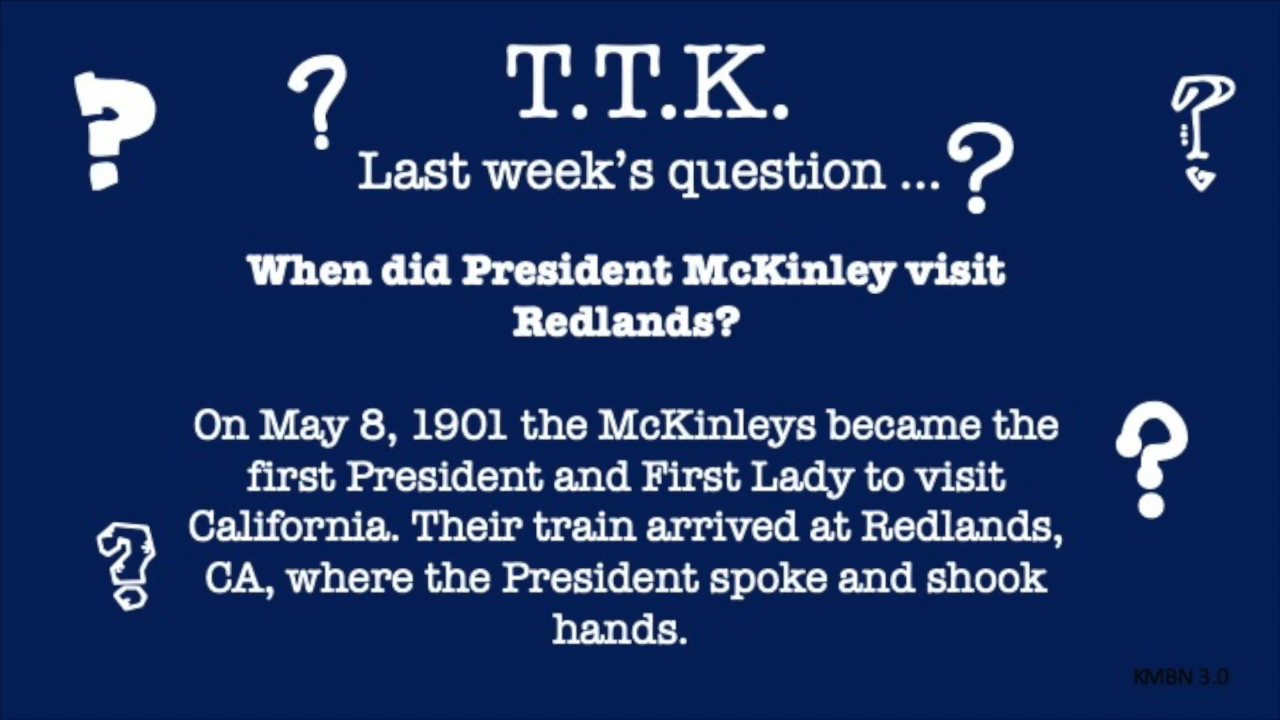 T.T.K.
Last week's question ...
When did President McKinley visit
Redlands?
On May 8, 1901 the McKinleys became the
first President and First Lady to visit
California. Their train arrived at Redlands,
CA, where the President spoke and shook
hands.
KMBN 3.0